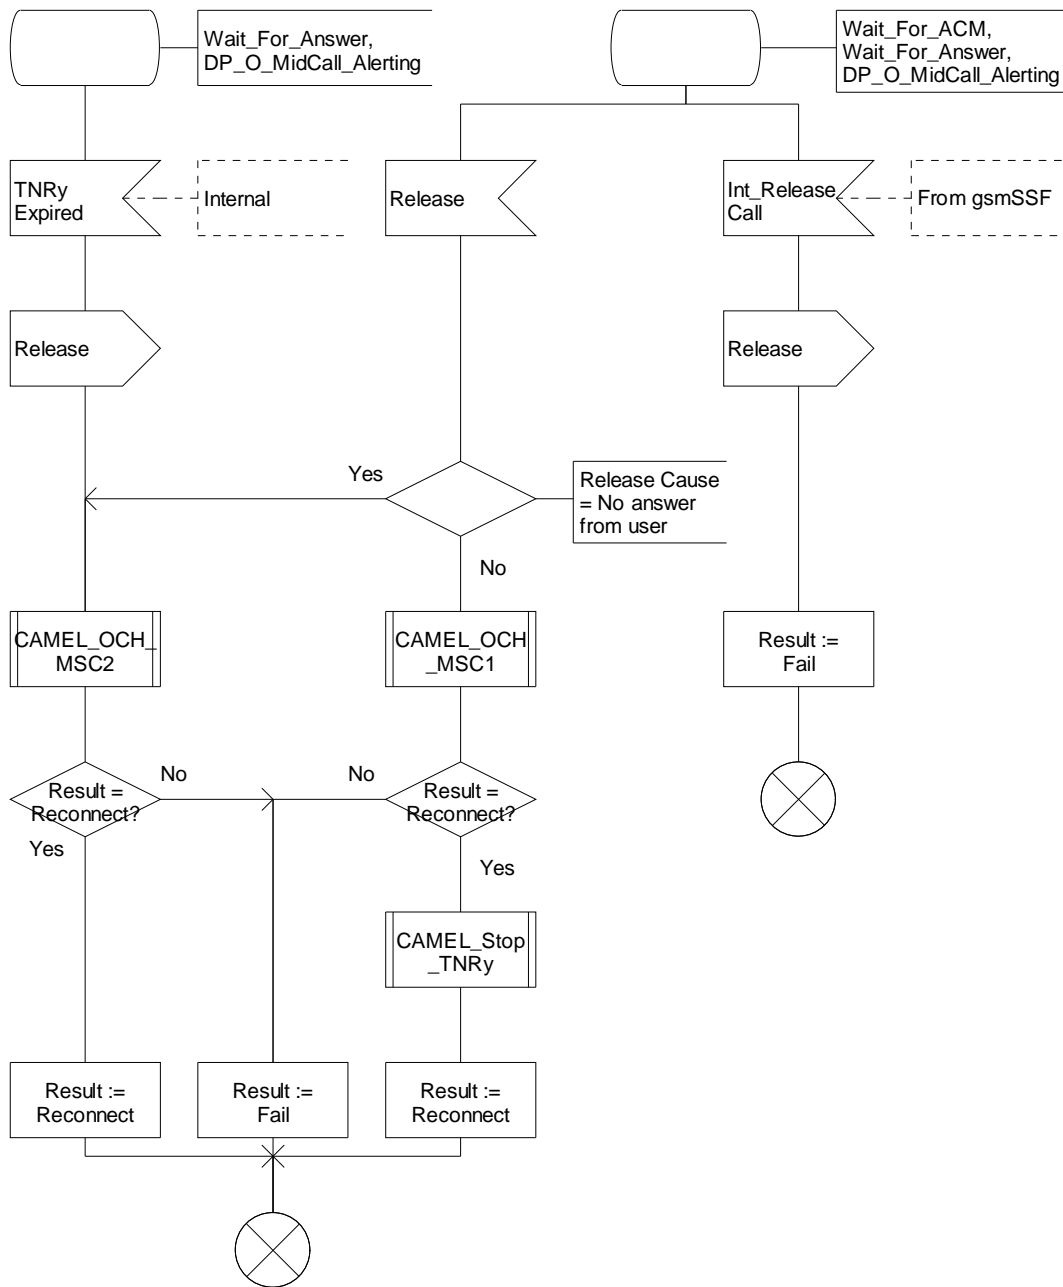 Wait_For_Answer,
DP_O_MidCall_Alerting
Wait_For_ACM,
Wait_For_Answer,
DP_O_MidCall_Alerting
TNRy
Expired
Internal
Release
Int_Release
Call
From gsmSSF
Release
Release
Yes
Release Cause
= No answer
from user
No
CAMEL_OCH_
MSC2
CAMEL_OCH
_MSC1
Result :=
Fail
Result =
Reconnect?
No
No
Result =
Reconnect?
Yes
Yes
CAMEL_Stop
_TNRy
Result :=
Reconnect
Result :=
Fail
Result :=
Reconnect